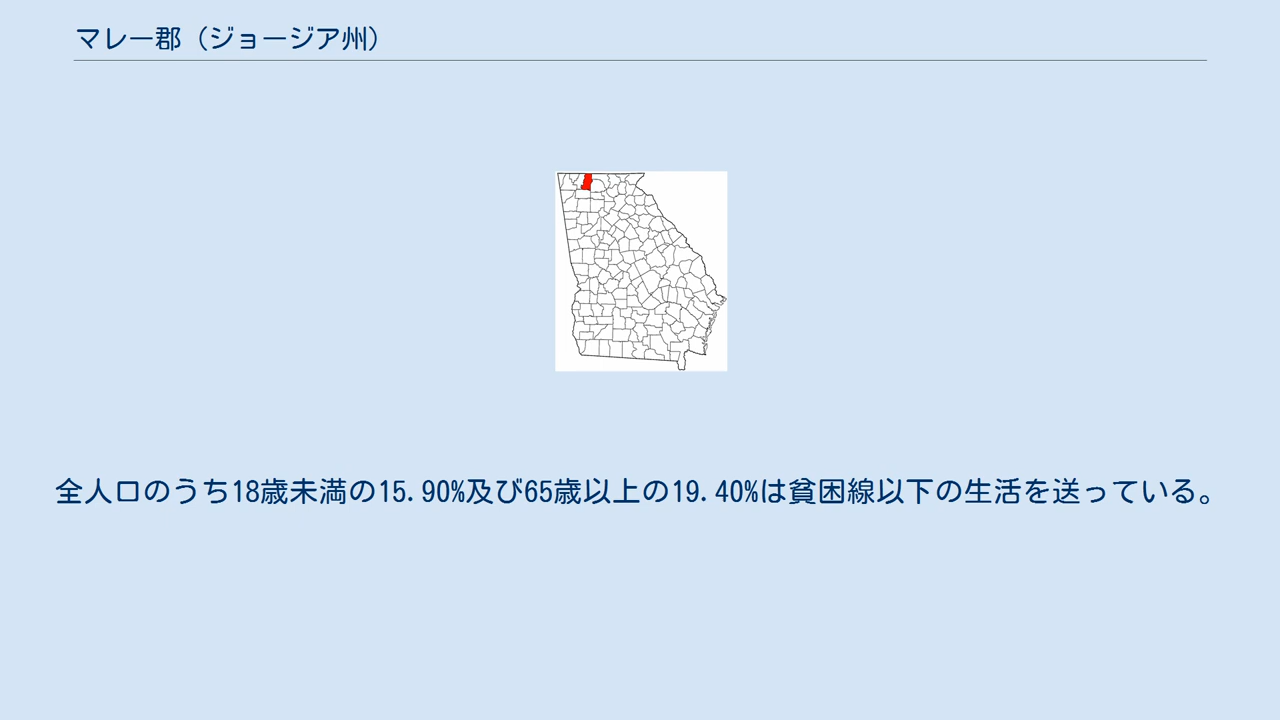 マレー郡（ジョージア州）
全人口のうち18歳未満の15.90%及び65歳以上の19.40%は貧困線以下の生活を送っている。